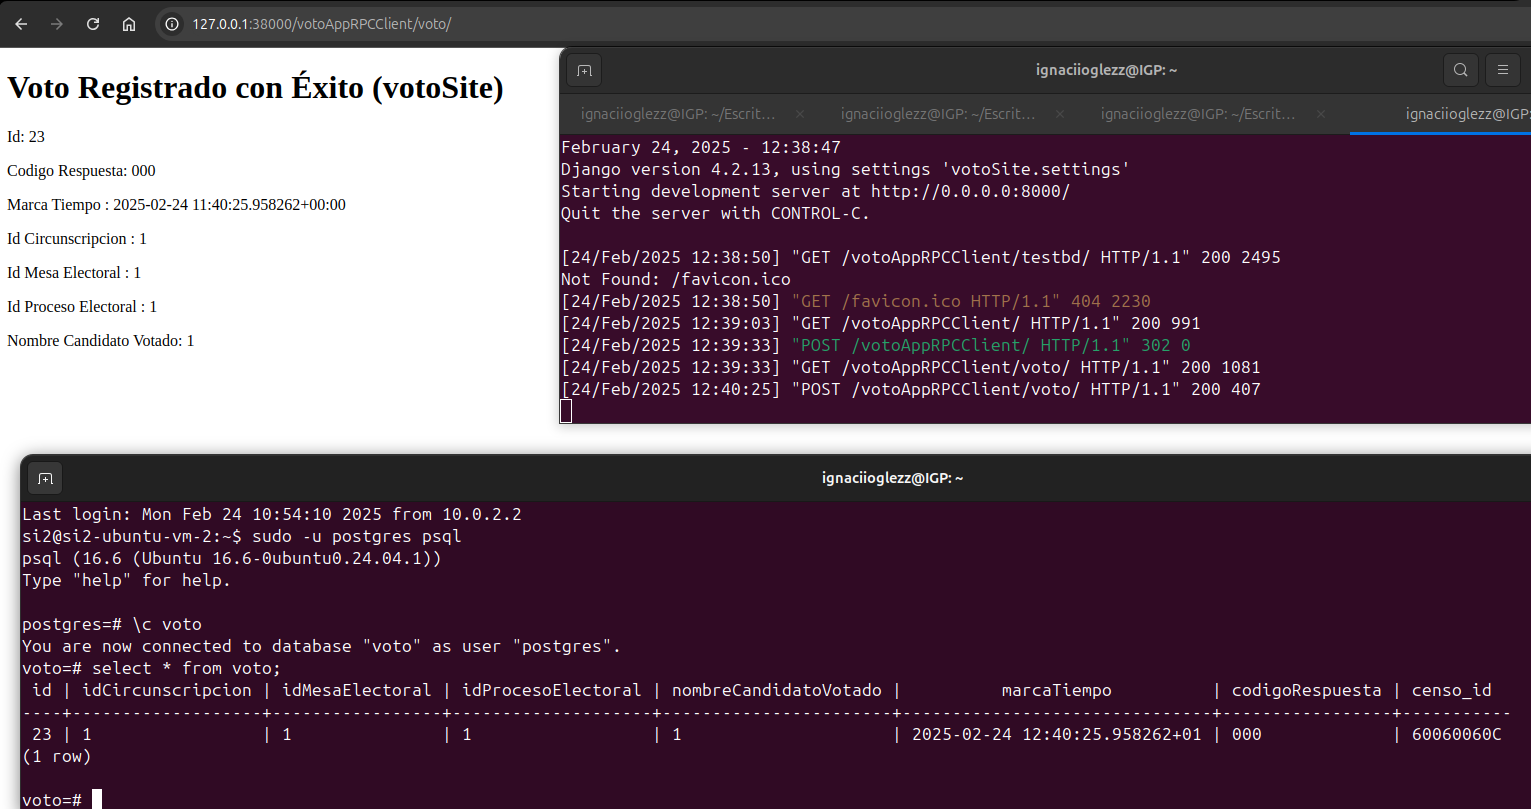 127.0.0.1:38000/votoAppRPCClient/voto/
Voto Registrado con Éxito (votoSite)
Id: 23
Codigo Respuesta: 000
Marca Tiempo : 2025-02-24 11:40:25.958262+00:00
Id Circunscripcion : 1
Id Mesa Electoral : 1
Id Proceso Electoral : 1
Nombre Candidato Votado: 1
ignaciioglezz@IGP: ~
ignaciioglezz@IGP: ~/Escrit… × ignaciioglezz@IGP: ~/Escrit… × ignaciioglezz@IGP: ~/Escrit… × ignaciioglezz@IGP:
February 24, 2025 - 12:38:47
Django version 4.2.13, using settings 'votoSite.settings'
Starting development server at http://0.0.0.0:8000/
Quit the server with CONTROL-C.
[24/Feb/2025 12:38:50] "GET /votoAppRPCClient/testbd/ HTTP/1.1" 200 2495
Not Found: /favicon.ico
[24/Feb/2025 12:38:50] "GET /favicon.ico HTTP/1.1" 404 2230
[24/Feb/2025 12:39:03] "GET /votoAppRPCClient/ HTTP/1.1" 200 991
[24/Feb/2025 12:39:33] "POST /votoAppRPCClient/ HTTP/1.1" 302 0
[24/Feb/2025 12:39:33] "GET /votoAppRPCClient/voto/ HTTP/1.1" 200 1081
[24/Feb/2025 12:40:25] "POST /votoAppRPCClient/voto/ HTTP/1.1" 200 407
ignaciioglezz@IGP: ~
Last login: Mon Feb 24 10:54:10 2025 from 10.0.2.2
si2@si2-ubuntu-vm-2:~$ sudo -u postgres psql
psql (16.6 (Ubuntu 16.6-0ubuntu0.24.04.1))
Type "help" for help.
postgres=# \c voto
You are now connected to database "voto" as user "postgres".
voto=# select * from voto;
 id | idCircunscripcion | idMesaElectoral | idProcesoElectoral | nombreCandidatoVotado |          marcaTiempo          | codigoRespuesta | censo_id
----+-------------------+-----------------+--------------------+-----------------------+-------------------------------+-----------------+-----------
 23 | 1                 | 1               | 1                  | 1                     | 2025-02-24 12:40:25.958262+01 | 000             | 60060060C
(1 row)
voto=#